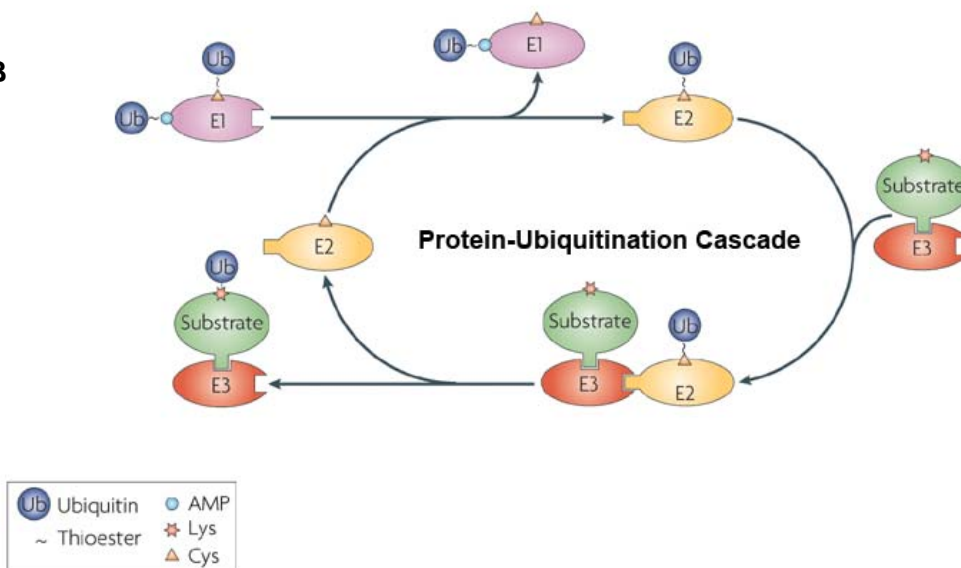 B
Ub
E1
Ub
Ub
E1
Ub
E2
Substrate
E3
E2
Protein-Ubiquitination Cascade
Ub
Substrate
E3
Substrate
E3
Ub
E2
Ub Ubiquitin
~ Thioester
AMP
Lys
Cys